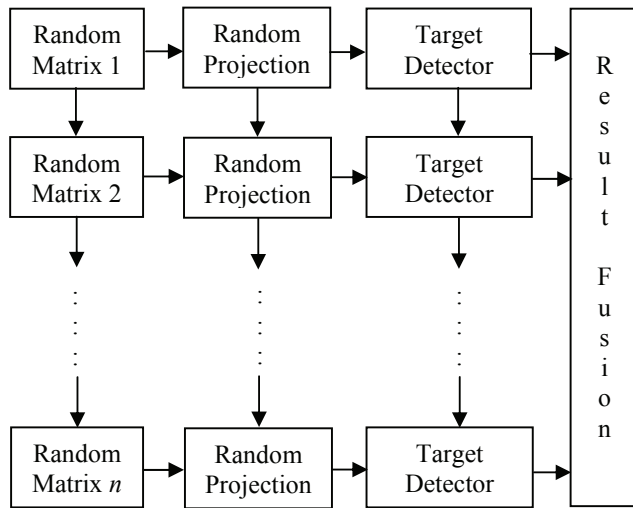 Random
Matrix 1
Random
Projection
Target
Detector
Random
Matrix 2
Random
Projection
Target
Detector
Random
Matrix n
Random
Projection
Target
Detector
R
e
s
u
l
t
F
u
s
i
o
n